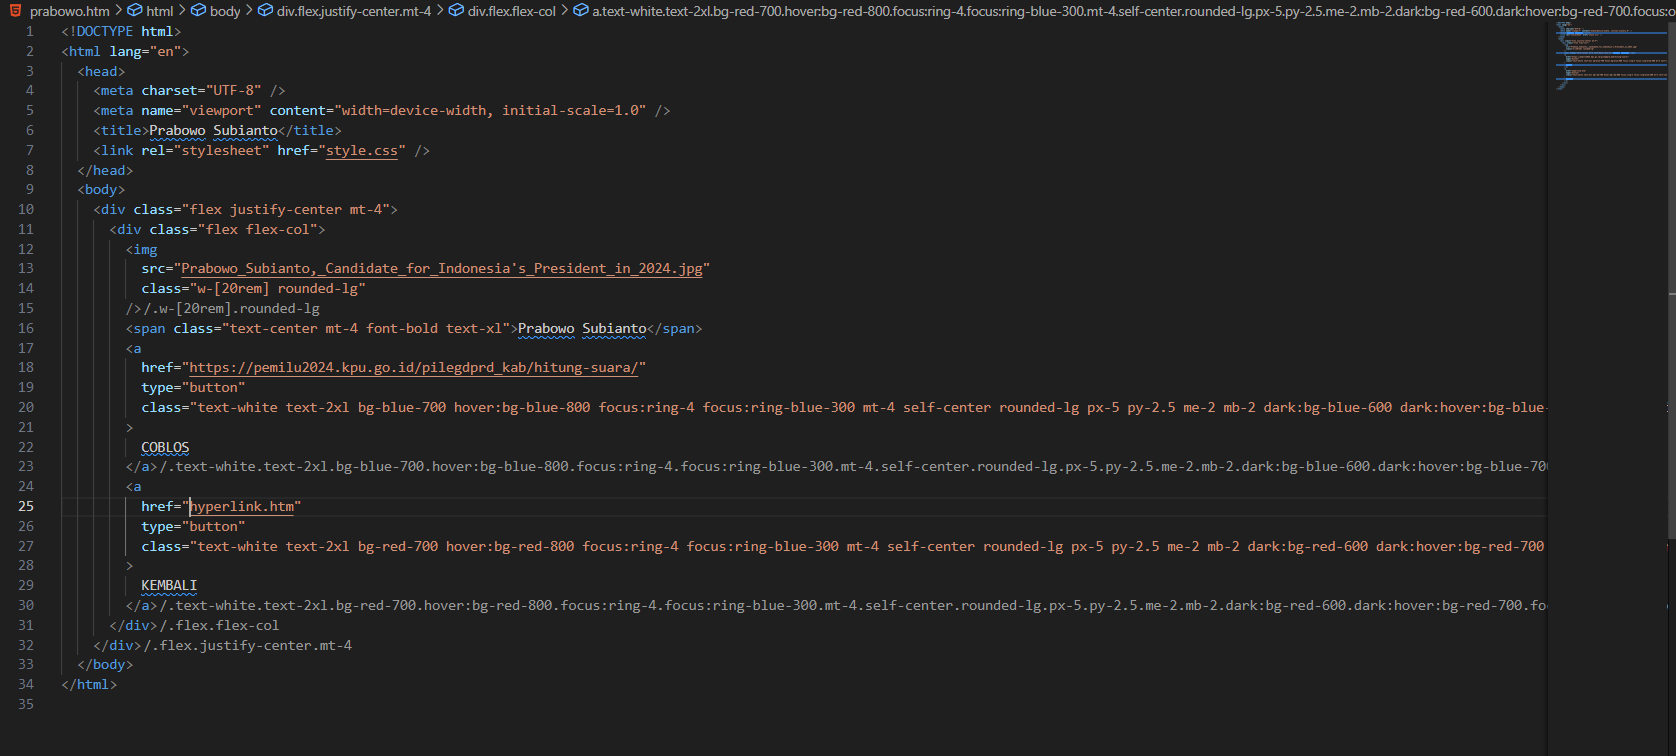 prabowo.htm > html > body > div.flex.justify-center.mt-4 > div.flex.flex-col > a.text-white.text-2xl.bg-red-700.hover:bg-red-800.focus:ring-4.focus:ring-blue-300.mt-4.self-center.rounded-lg.px-5.py-2.5.me-2.mb-2.dark:bg-red-600.dark:hover:bg-red-700.focus:o
1 <!DOCTYPE html>
2 <html lang="en">
3 <head>
4 <meta charset="UTF-8" />
5 <meta name="viewport" content="width=device-width, initial-scale=1.0" />
6 <title>Prabowo Subianto</title>
7 <link rel="stylesheet" href="style.css" />
8 </head>
9 <body>
10 <div class="flex justify-center mt-4">
11 <div class="flex flex-col">
12 <img
13 src="Prabowo_Subianto,_Candidate_for_Indonesia's_President_in_2024.jpg"
14 class="w-[20rem] rounded-lg"
15 />/.w-[20rem].rounded-lg
16 <span class="text-center mt-4 font-bold text-xl">Prabowo Subianto</span>
17 <a
18 href="https://pemilu2024.kpu.go.id/pilegdprd_kab/hitung-suara/"
19 type="button"
20 class="text-white text-2xl bg-blue-700 hover:bg-blue-800 focus:ring-4 focus:ring-blue-300 mt-4 self-center rounded-lg px-5 py-2.5 me-2 mb-2 dark:bg-blue-600 dark:hover:bg-blue-
21 >
22 COBLOS
23 </a>/.text-white.text-2xl.bg-blue-700.hover:bg-blue-800.focus:ring-4.focus:ring-blue-300.mt-4.self-center.rounded-lg.px-5.py-2.5.me-2.mb-2.dark:bg-blue-600.dark:hover:bg-blue-700
24 <a
25 href="hyperlink.htm"
26 type="button"
27 class="text-white text-2xl bg-red-700 hover:bg-red-800 focus:ring-4 focus:ring-blue-300 mt-4 self-center rounded-lg px-5 py-2.5 me-2 mb-2 dark:bg-red-600 dark:hover:bg-red-700
28 >
29 KEMBALI
30 </a>/.text-white.text-2xl.bg-red-700.hover:bg-red-800.focus:ring-4.focus:ring-blue-300.mt-4.self-center.rounded-lg.px-5.py-2.5.me-2.mb-2.dark:bg-red-600.dark:hover:bg-red-700.fo
31 </div>/.flex.flex-col
32 </div>/.flex.justify-center.mt-4
33 </body>
34 </html>
35